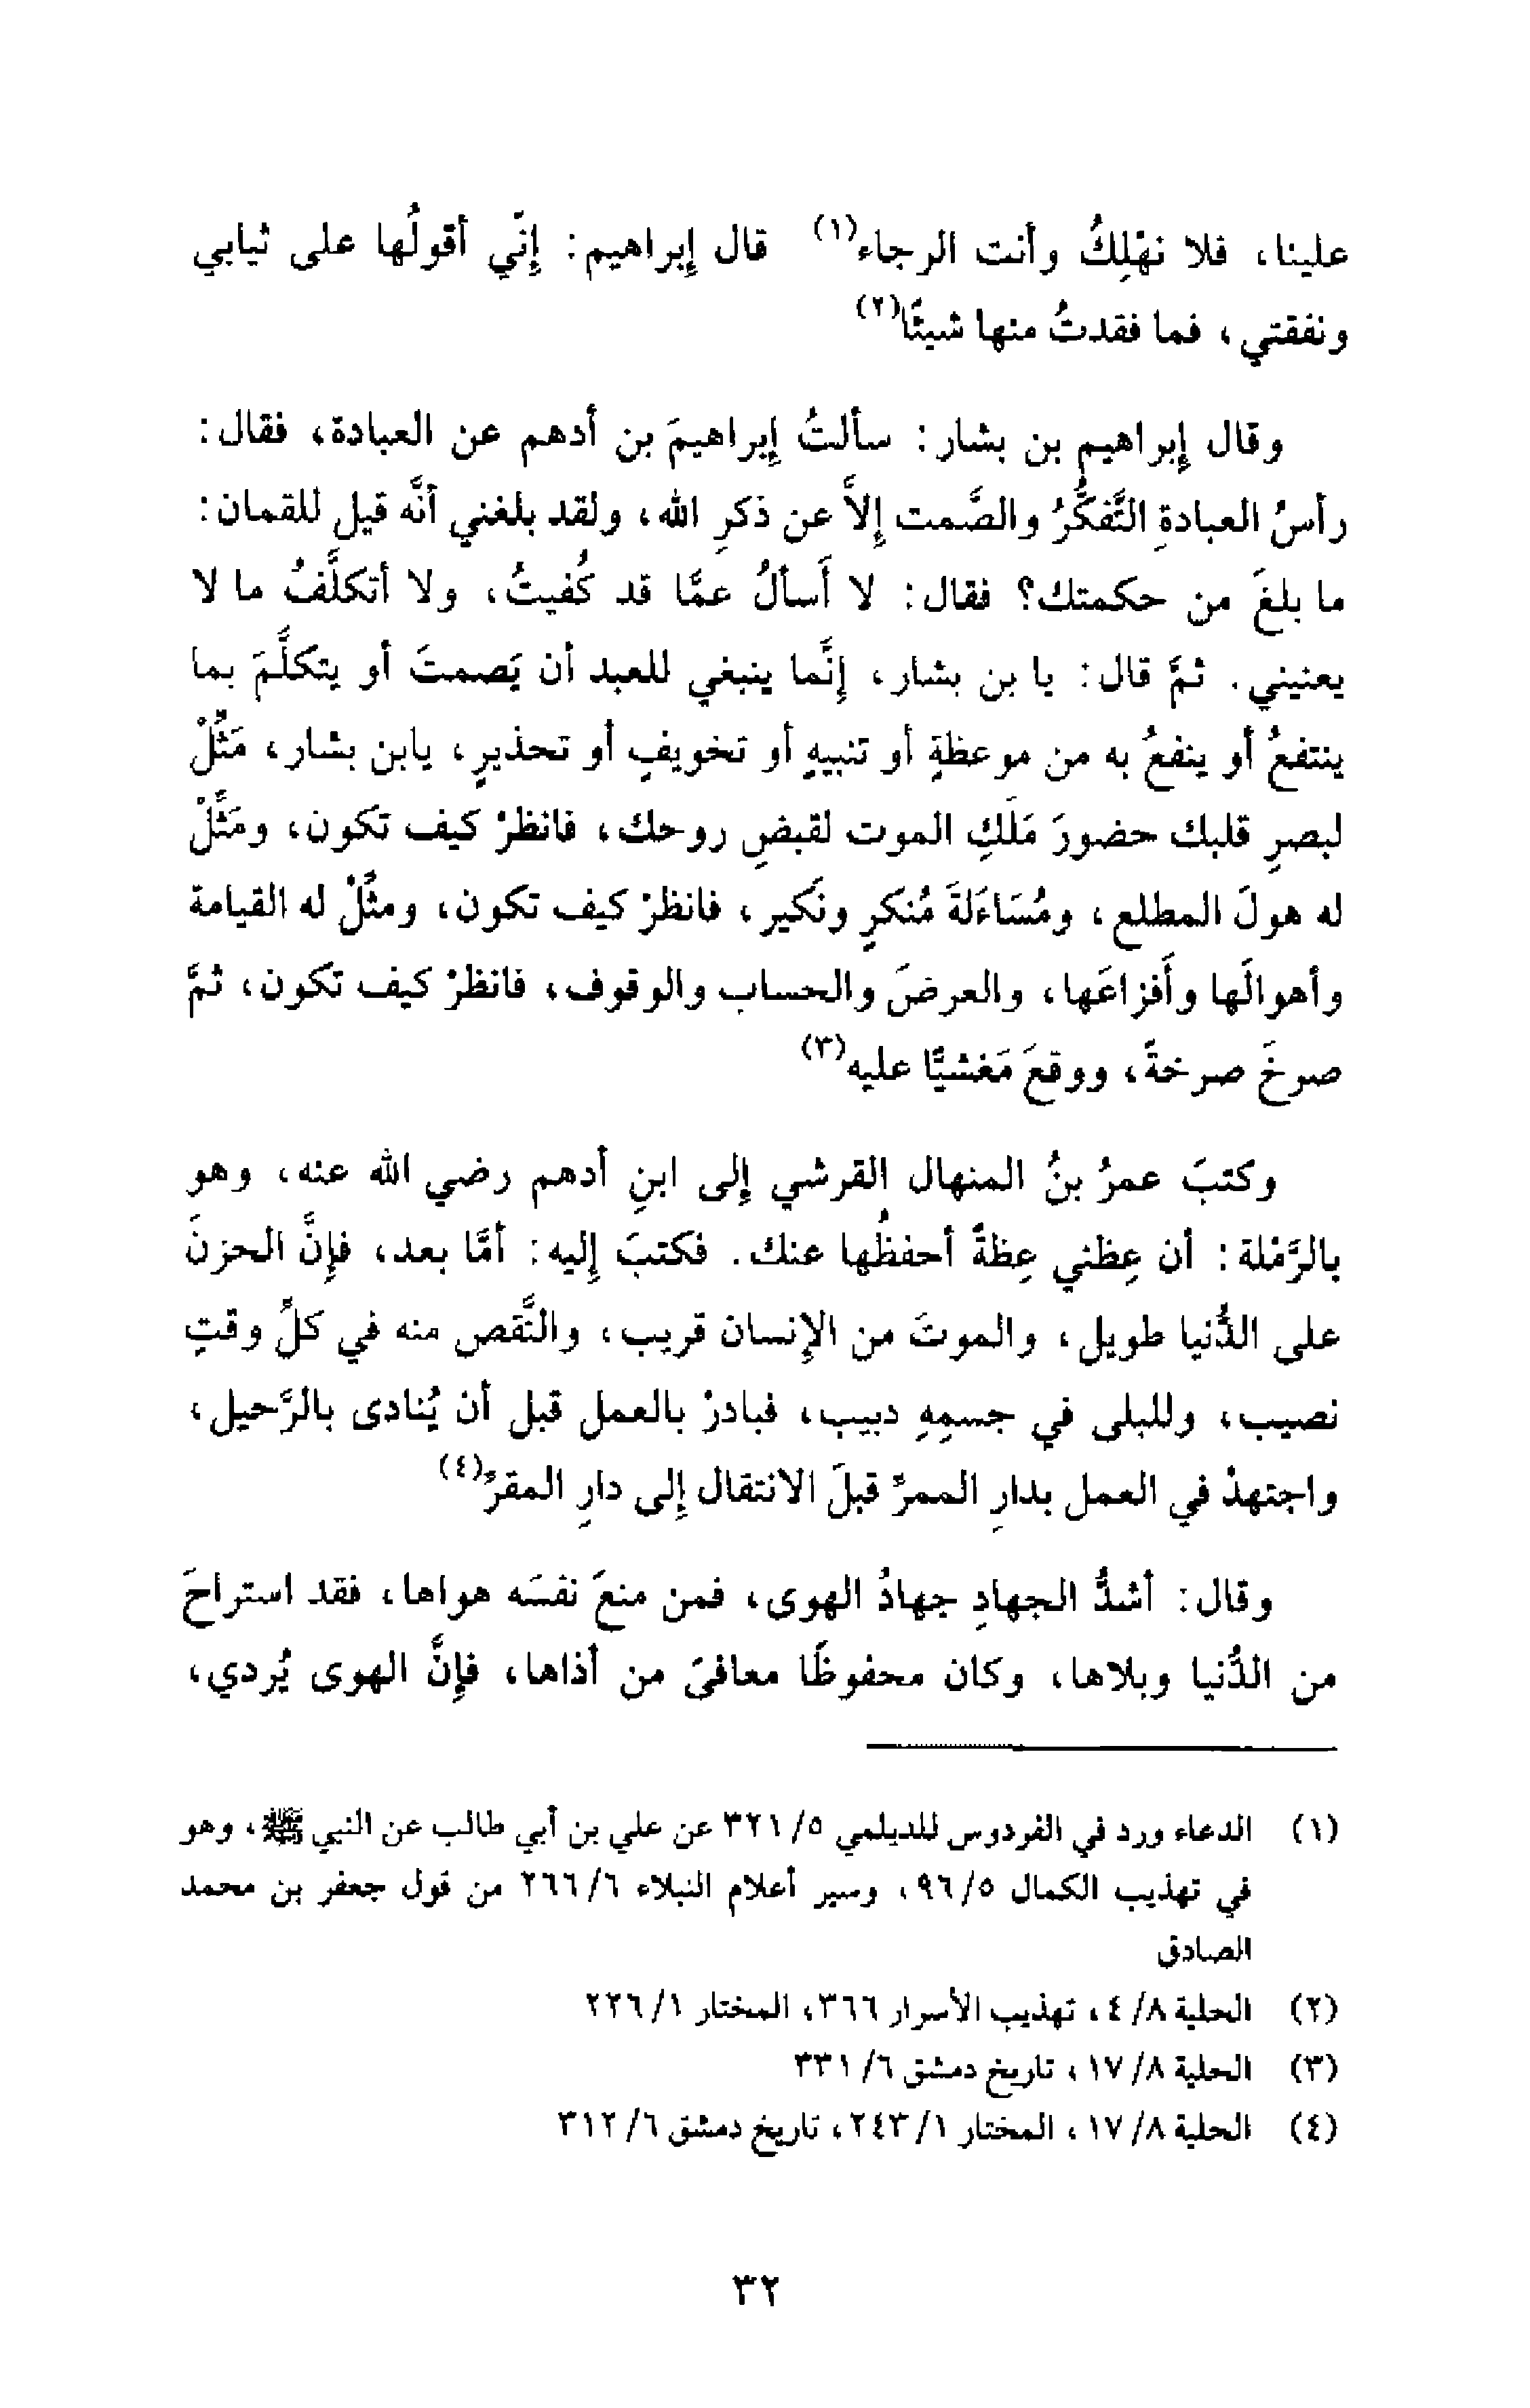 علينا، فلا نهْلِكُ وأنت الرجاء(١) قال إبراهيم: إنّي أقولُها على ثيابي
ونفقتي، فما فقدتُ منها شيئًا(٢)
وقال إبراهيم بن بشار: سألتُ إبراهيمَ بن أدهم عن العبادة، فقال:
رأسُ العبادةِ التَّفكُّرُ والصَّمت إلاَّ عن ذكرِ الله، ولقد بلغني أنَّه قيل للقمان:
ما بلغَ من حكمتك؟ فقال: لا أَسألُ عمَّا قد كُفيتُ، ولا أتكلَّفُ ما لا
يعنيني. ثمَّ قال: يا بن بشار، إنَّما ينبغي للعبد أن يَصمتَ أو يتكلَّمَ بما
ينتفعُ أو ينفعُ به من موعظةٍ أو تنبيهٍ أو تخويفٍ أو تحذيرٍ، يابن بشار، مَثِّلْ
لبصرِ قلبك حضورَ مَلَكِ الموت لقبضِ روحك، فانظرْ كيف تكون، ومَثِّلْ
له هولَ المطلع، ومُسَاءَلةَ مُنكرٍ ونَكير، فانظرْ كيف تكون، ومثِّلْ له القيامة
وأهوالَها وأَفزاعَها، والعرضَ والحساب والوقوف، فانظرْ كيف تكون، ثمَّ
صرخَ صرخةً، ووقعَ مَغشيًّا عليه(٣)
وكتبَ عمرُ بنُ المنهال القرشي إلى ابنِ أدهم رضي الله عنه، وهو
بالرَّمْلة: أن عِظني عِظةً أحفظُها عنك. فكتبَ إليه: أمَّا بعد، فإنَّ الحزنَ
على الدُّنيا طويل، والموتَ من الإنسان قريب، والنَّقص منه في كلِّ وقتٍ
نصيب، وللبلى في جسمِهِ دبيب، فبادرْ بالعمل قبل أن يُنادى بالرَّحيل،
واجتهدْ في العمل بدارِ الممرِّ قبلَ الانتقال إلى دارِ المقرِّ(٤)
وقال: أشدُّ الجهادِ جهادُ الهوى، فمن منعَ نفسَه هواها، فقد استراحَ
من الدُّنيا وبلاها، وكان محفوظًا معافىً من أذاها، فإنَّ الهوى يُردي،
(١) الدعاء ورد في الفردوس للديلمي ٥/ ٣٢١ عن علي بن أبي طالب عن النبي ﷺ، وهو
في تهذيب الكمال ٥/ ٩٦، وسير أعلام النبلاء ٦/ ٢٦٦ من قول جعفر بن محمد
الصادق
(٢) الحلية ٨/ ٤، تهذيب الأسرار ٣٦٦، المختار ١/ ٢٢٦
(٣) الحلية ٨/ ١٧، تاريخ دمشق ٦/ ٣٣١
(٤) الحلية ٨/ ١٧، المختار ١/ ٢٤٣، تاريخ دمشق ٦/ ٣١٢
٣٢